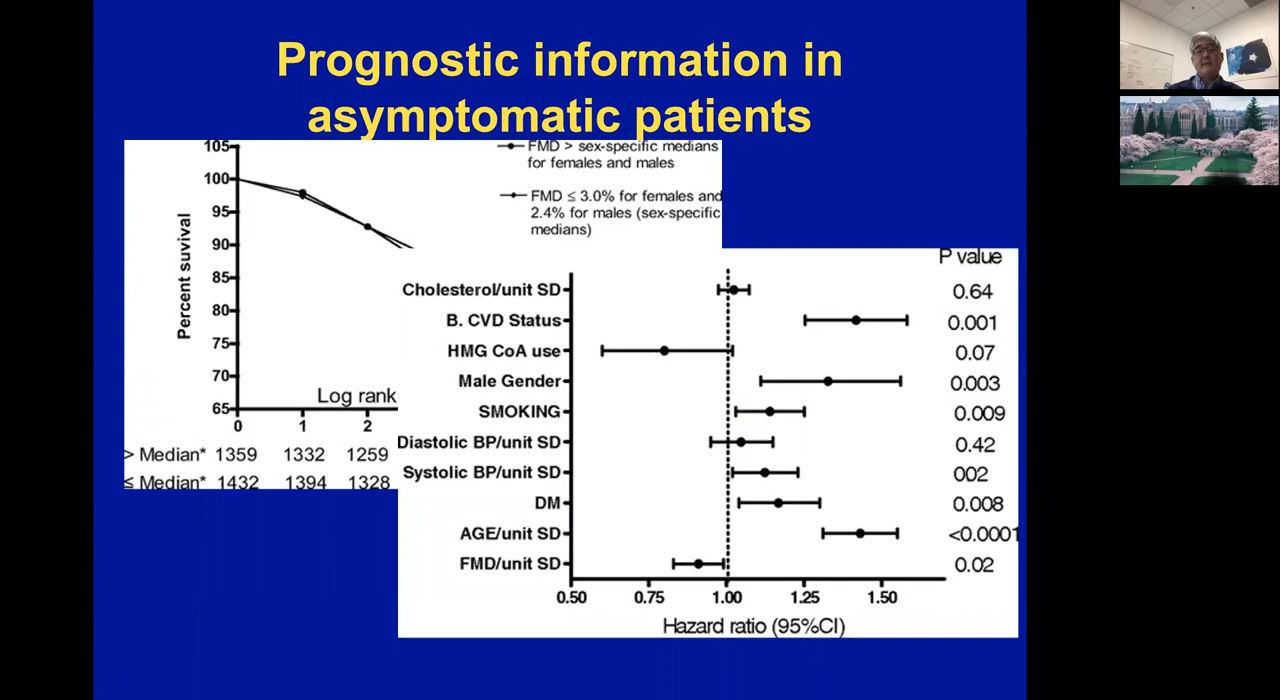 Prognostic information in
asymptomatic patients
105
100
95
90
85
80
75
70
65
Percent suvival
FMD > sex-specific medians
for females and males
FMD ≤ 3.0% for females and
2.4% for males (sex-specific
medians)
Log rank
0 1 2
> Median* 1359 1332 1259
≤ Median* 1432 1394 1328
P value
Cholesterol/unit SD 0.64
B. CVD Status 0.001
HMG CoA use 0.07
Male Gender 0.003
SMOKING 0.009
Diastolic BP/unit SD 0.42
Systolic BP/unit SD 002
DM 0.008
AGE/unit SD <0.0001
FMD/unit SD 0.02
0.50 0.75 1.00 1.25 1.50
Hazard ratio (95%CI)